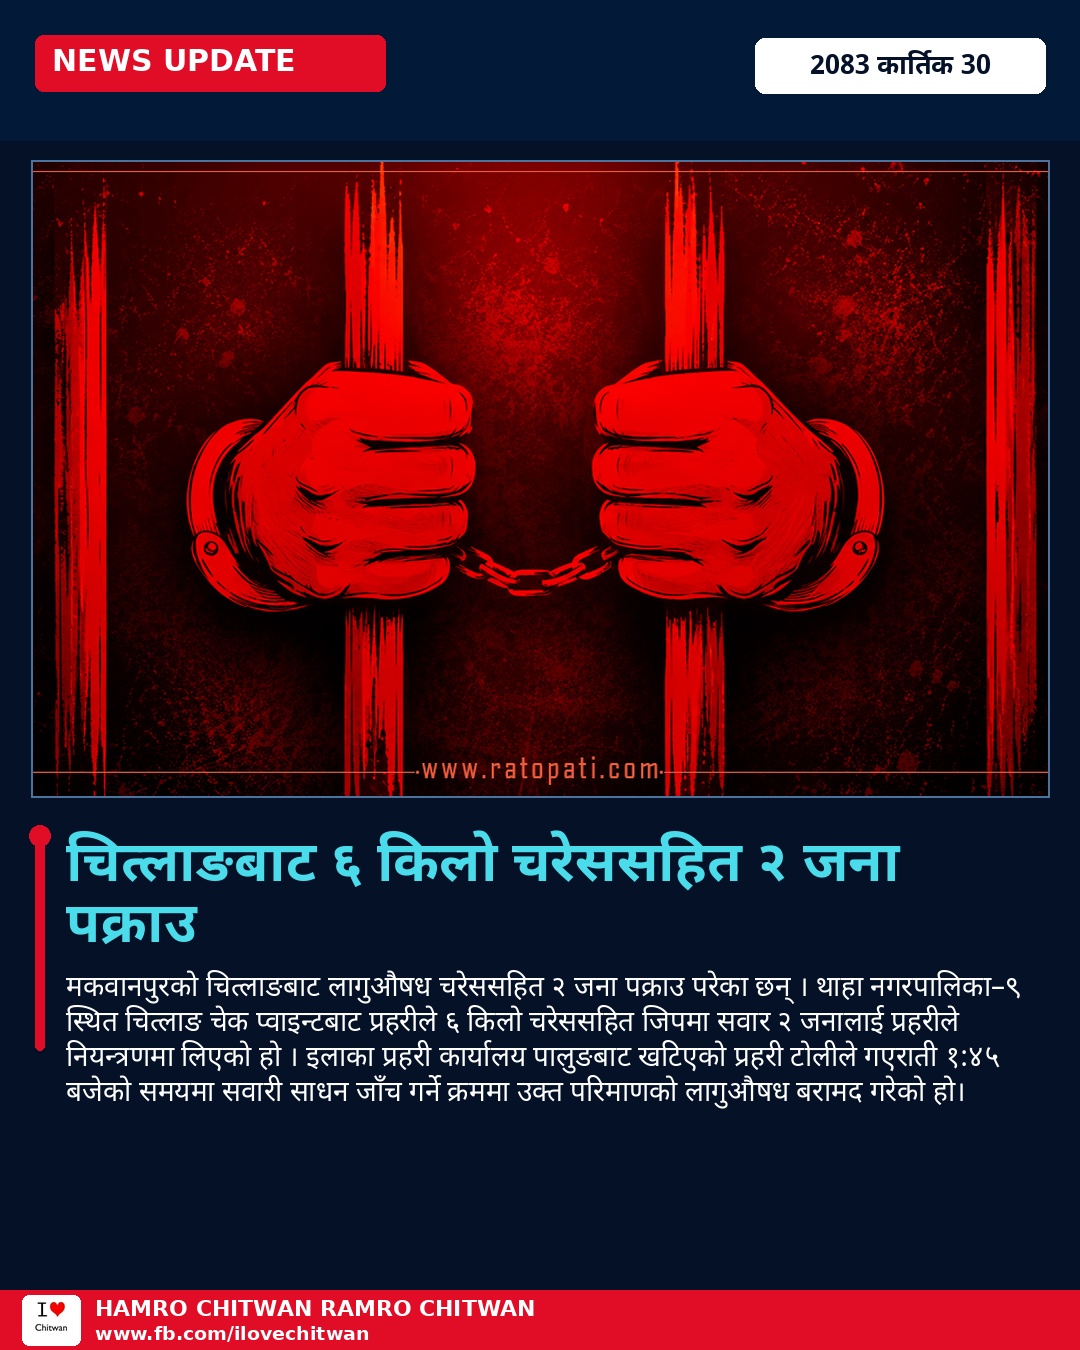 NEWS UPDATE
2083 कार्तिक 30
www.ratopati.com
चित्लाङबाट ६ किलो चरेससहित २ जना
पक्राउ
मकवानपुरको चित्लाङबाट लागुऔषध चरेससहित २ जना पक्राउ परेका छन् । थाहा नगरपालिका–९
स्थित चित्लाङ चेक प्वाइन्टबाट प्रहरीले ६ किलो चरेससहित जिपमा सवार २ जनालाई प्रहरीले
नियन्त्रणमा लिएको हो । इलाका प्रहरी कार्यालय पालुङबाट खटिएको प्रहरी टोलीले गएराती १:४५
बजेको समयमा सवारी साधन जाँच गर्ने क्रममा उक्त परिमाणको लागुऔषध बरामद गरेको हो।
I ♥
Chitwan
HAMRO CHITWAN RAMRO CHITWAN
www.fb.com/ilovechitwan